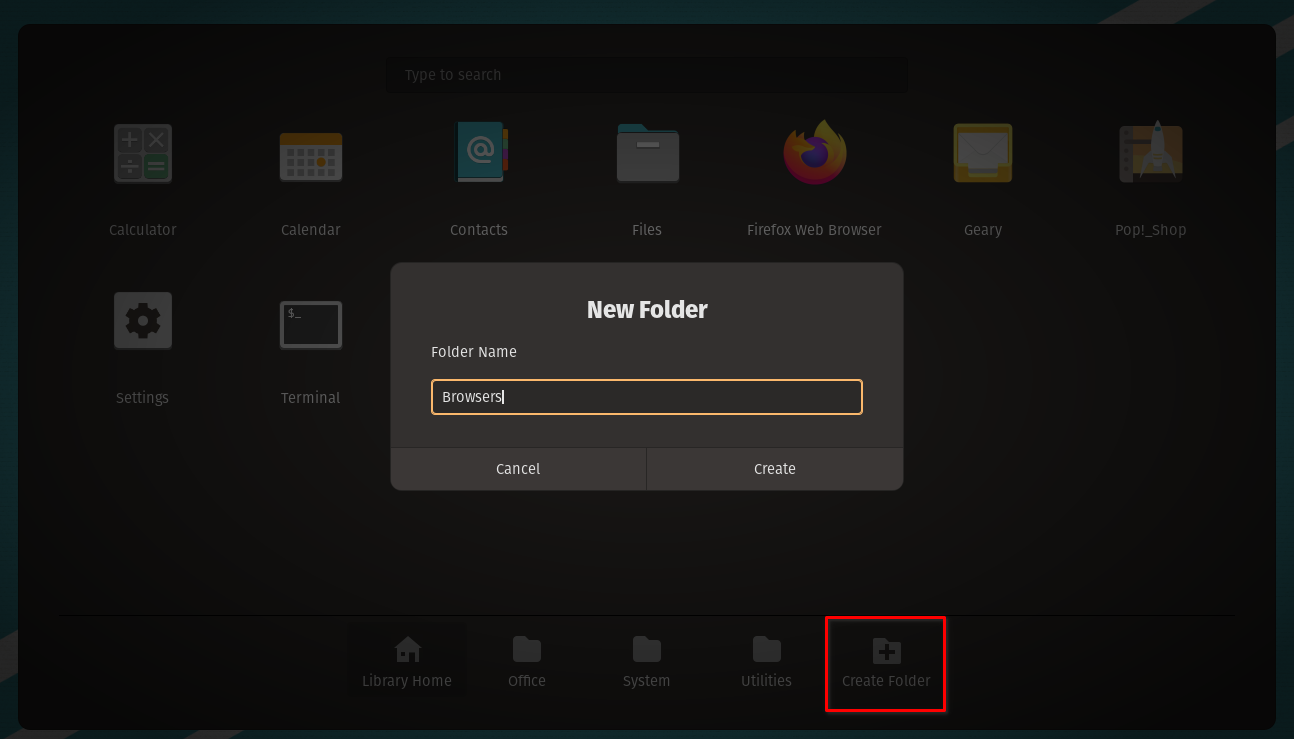 Type to search
Calculator
Calendar
Contacts
Files
Firefox Web Browser
Geary
Pop!_Shop
$_
Settings
Terminal
New Folder
Folder Name
Browsers
Cancel
Create
Library Home
Office
System
Utilities
Create Folder